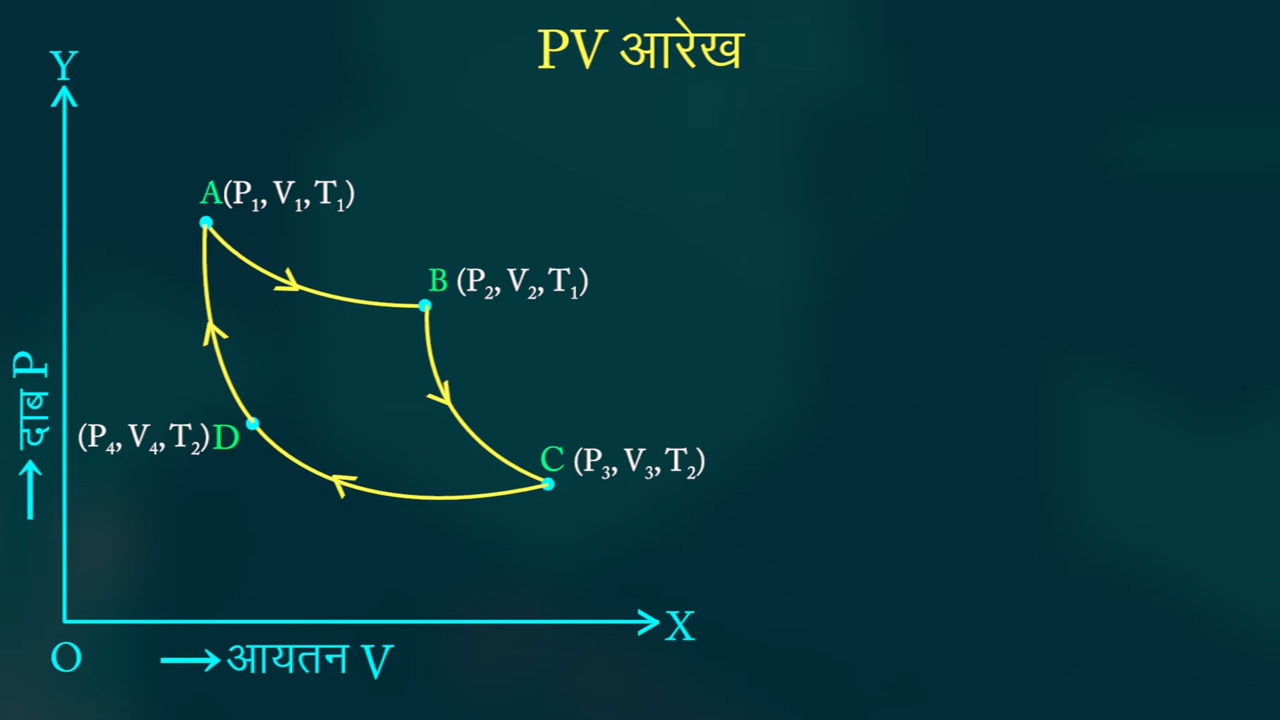 PV आरेख
Y
A(P₁, V₁, T₁)
B (P₂, V₂, T₁)
→ दाब P
(P₄, V₄, T₂)D
C (P₃, V₃, T₂)
X
O
→ आयतन V